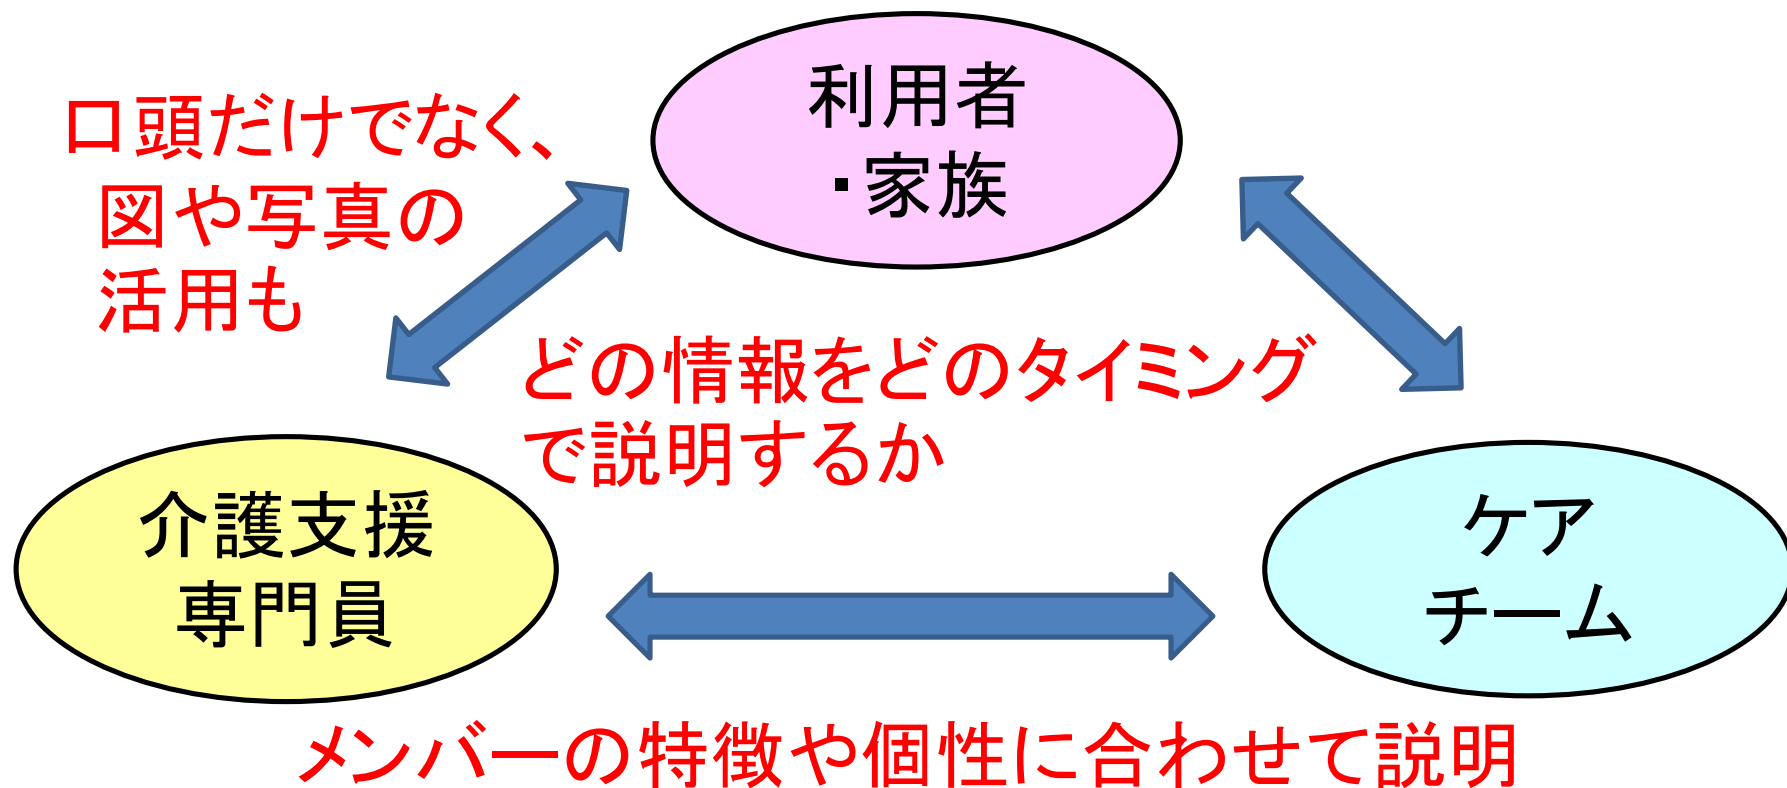 利用者
・家族
口頭だけでなく、
図や写真の
活用も
どの情報をどのタイミング
で説明するか
介護支援
専門員
ケア
チーム
メンバーの特徴や個性に合わせて説明